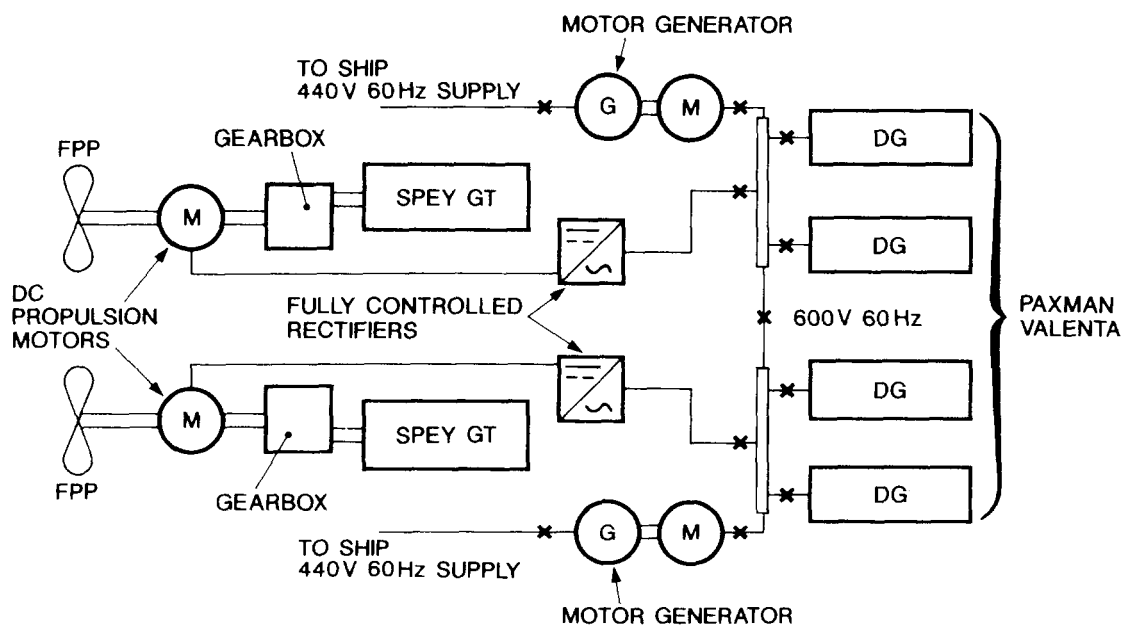 MOTOR GENERATOR
TO SHIP
440V 60Hz SUPPLY
G
M
DG
GEARBOX
FPP
M
SPEY GT
DG
DC
PROPULSION
MOTORS
FULLY CONTROLLED
RECTIFIERS
600V 60Hz
PAXMAN
VALENTA
M
SPEY GT
DG
FPP
GEARBOX
DG
TO SHIP
440V 60Hz SUPPLY
G
M
MOTOR GENERATOR